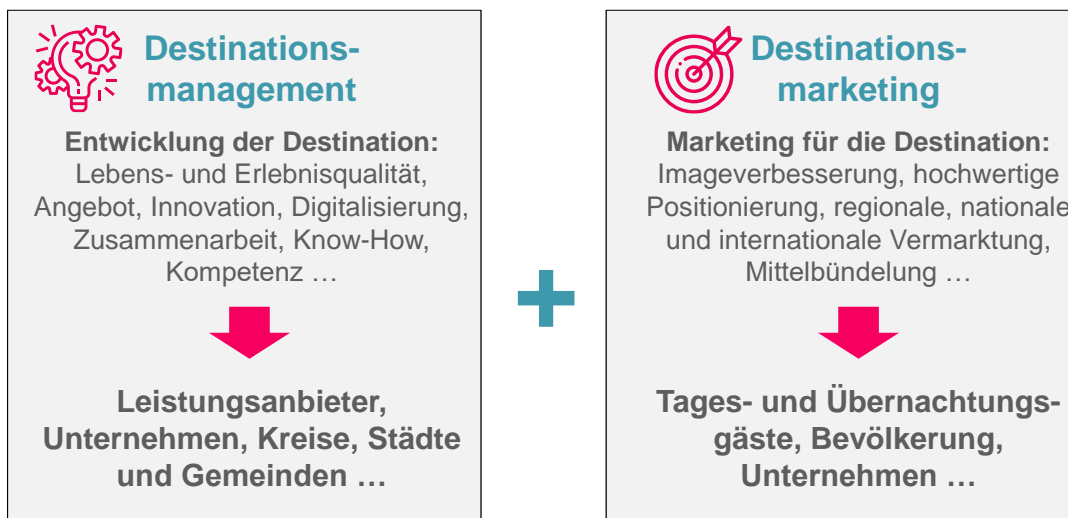 Destinations-
management
Entwicklung der Destination:
Lebens- und Erlebnisqualität,
Angebot, Innovation, Digitalisierung,
Zusammenarbeit, Know-How,
Kompetenz …
Leistungsanbieter,
Unternehmen, Kreise, Städte
und Gemeinden …
+
Destinations-
marketing
Marketing für die Destination:
Imageverbesserung, hochwertige
Positionierung, regionale, nationale
und internationale Vermarktung,
Mittelbündelung …
Tages- und Übernachtungs-
gäste, Bevölkerung,
Unternehmen …